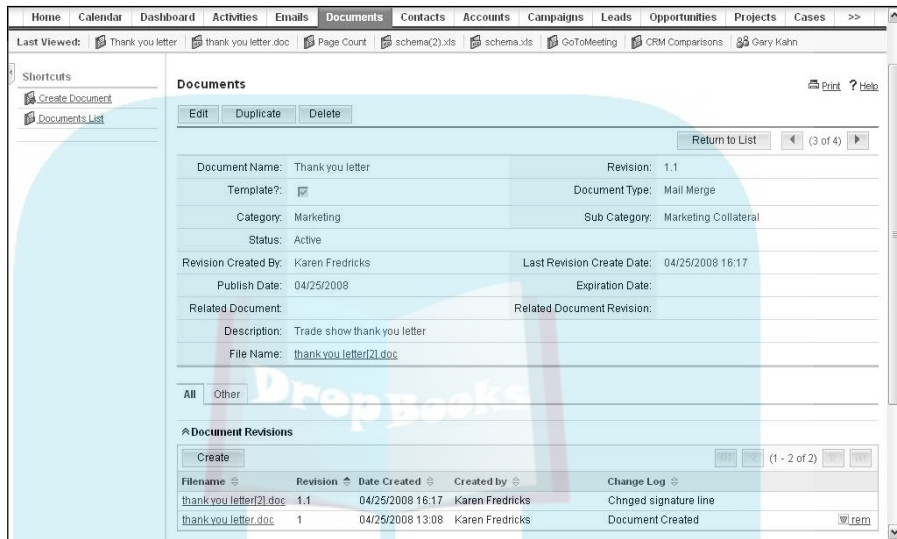 Home Calendar Dashboard Activities Emails Documents Contacts Accounts Campaigns Leads Opportunities Projects Cases >>
Last Viewed: Thank you letter thank you letter.doc Page Count schema(2).xls schema.xls GoToMeeting CRM Comparisons Gary Kahn
Shortcuts
Create Document
Documents List
Documents
Print ? Help
Edit Duplicate Delete
Return to List (3 of 4)
Document Name: Thank you letter Revision: 1.1
Template?: Document Type: Mail Merge
Category: Marketing Sub Category: Marketing Collateral
Status: Active
Revision Created By: Karen Fredricks Last Revision Create Date: 04/25/2008 16:17
Publish Date: 04/25/2008 Expiration Date:
Related Document: Related Document Revision:
Description: Trade show thank you letter
File Name: thank you letter[2].doc
All Other
DropBooks
Document Revisions
Create (1 - 2 of 2)
Filename Revision Date Created Created by Change Log
thank you letter[2].doc 1.1 04/25/2008 16:17 Karen Fredricks Chnged signature line
thank you letter.doc 1 04/25/2008 13:08 Karen Fredricks Document Created rem